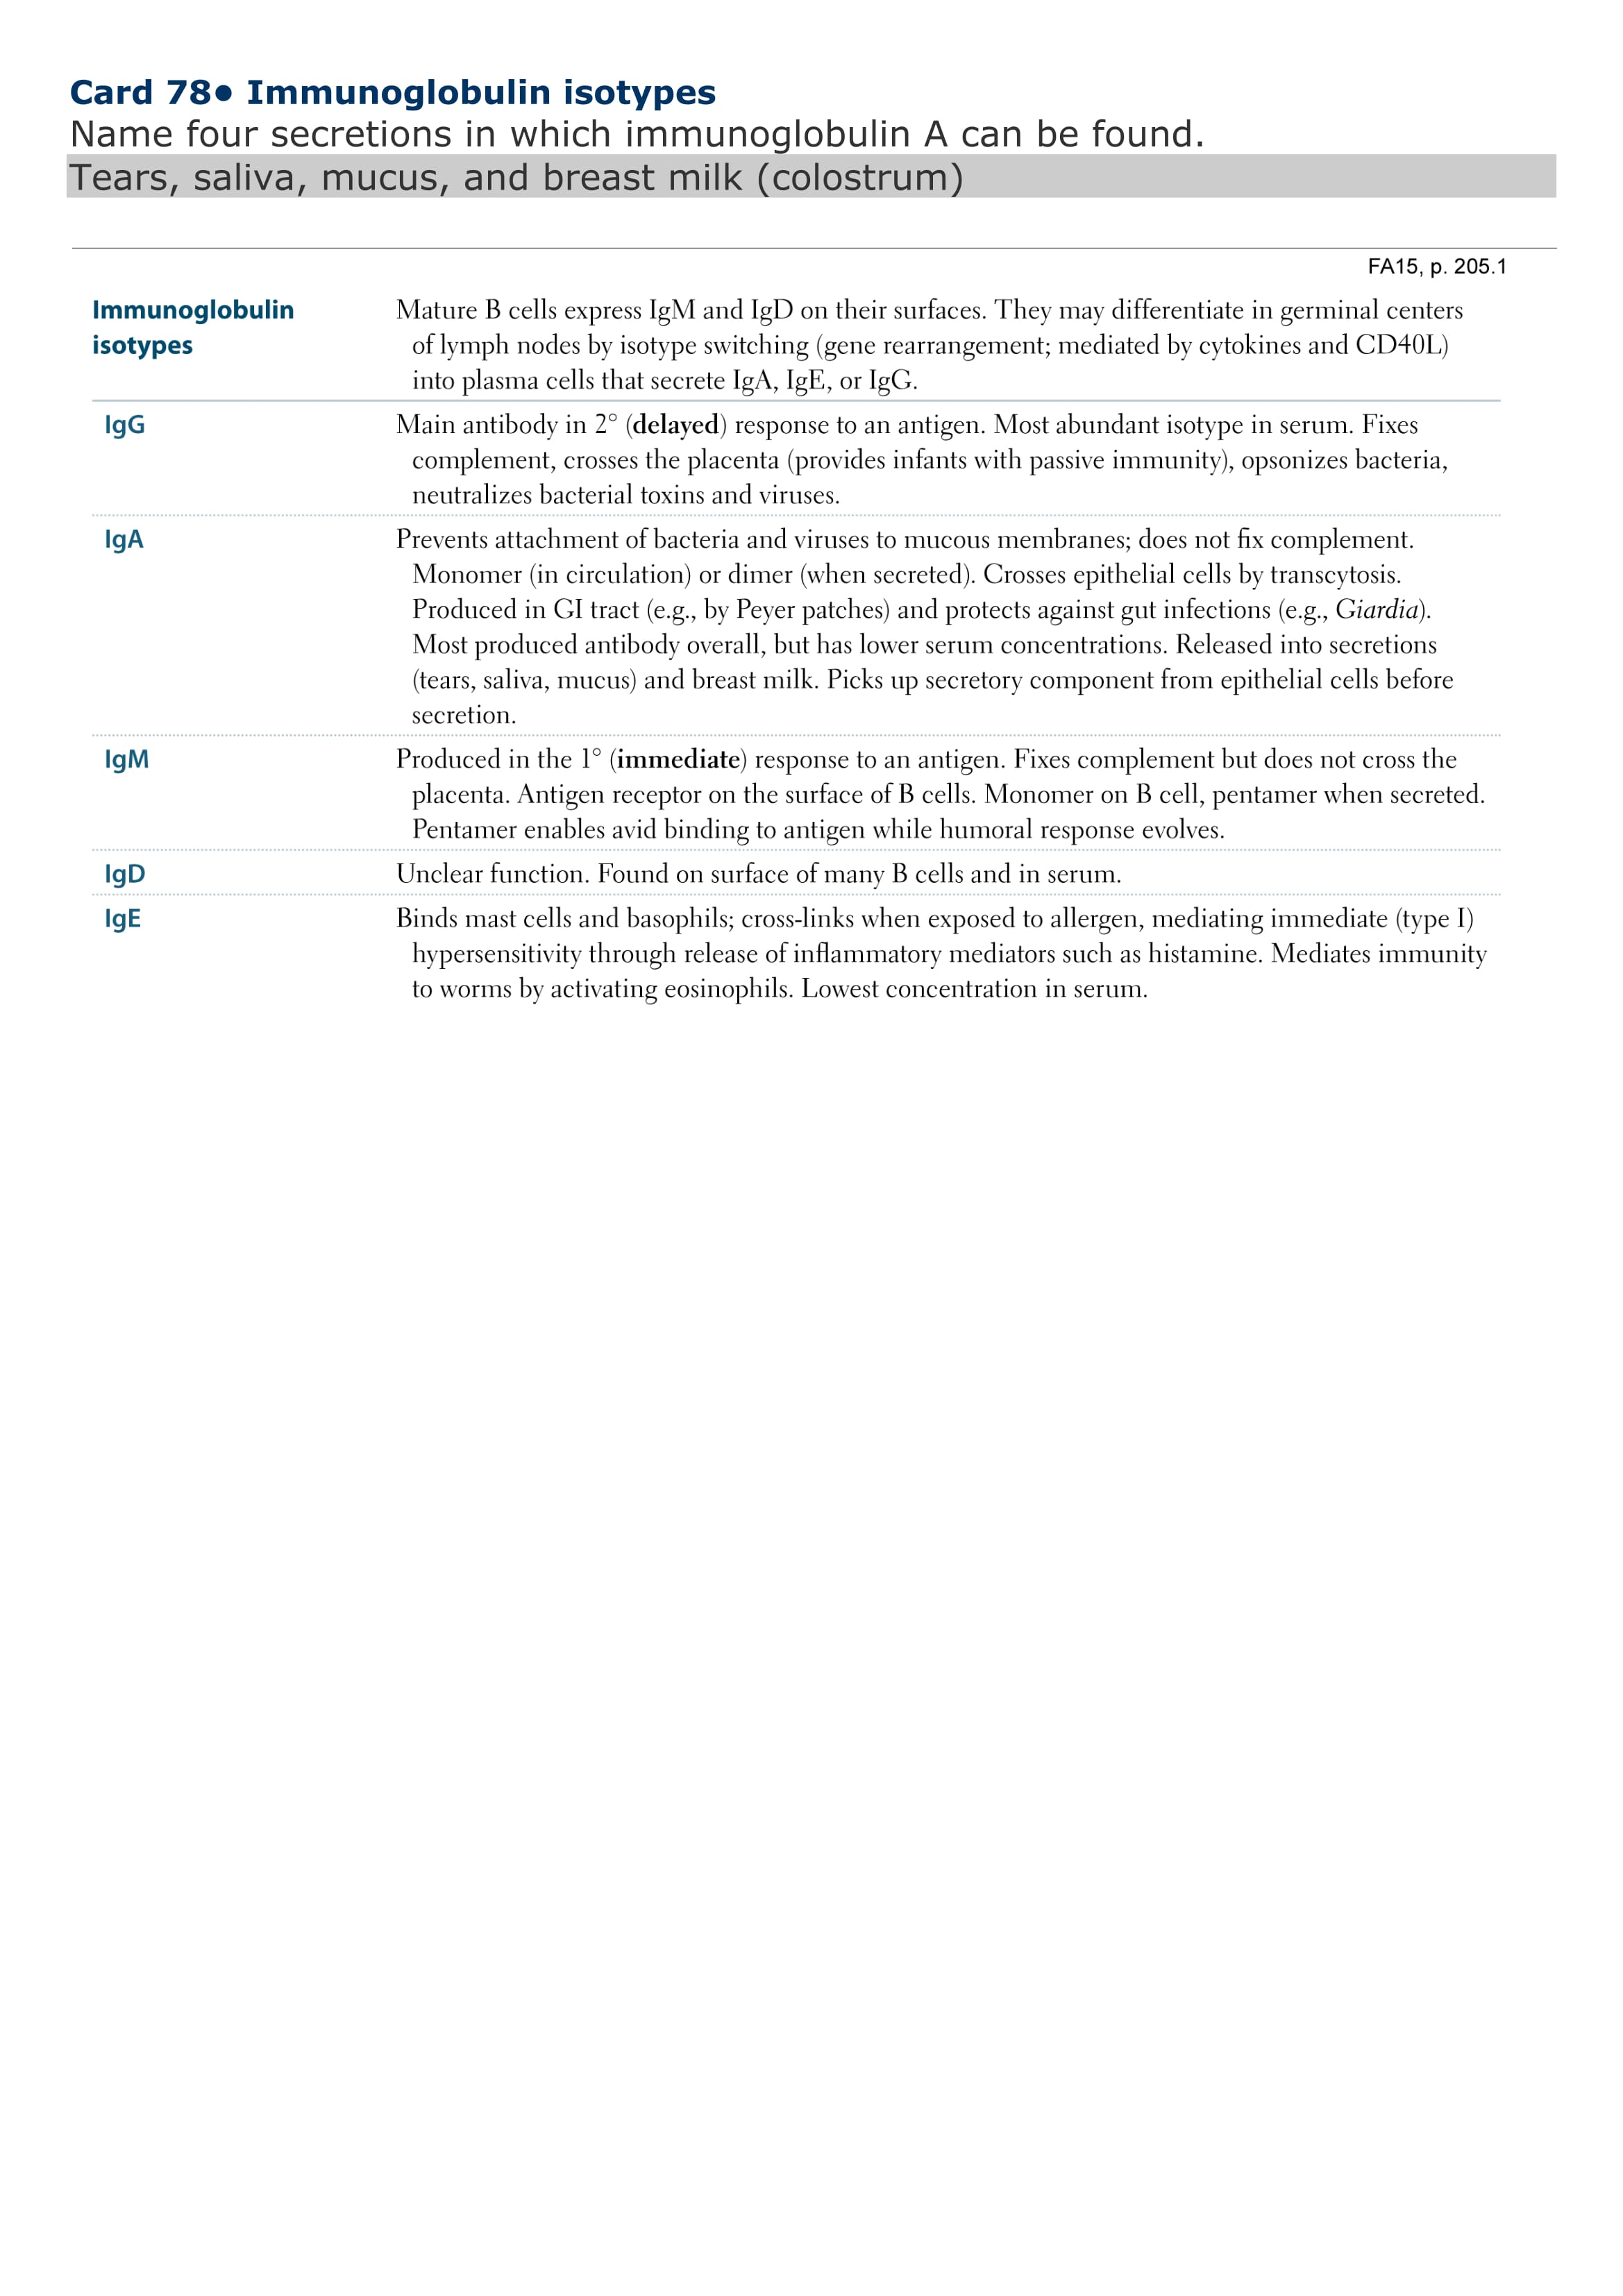 Card 78● Immunoglobulin isotypes
Name four secretions in which immunoglobulin A can be found.
Tears, saliva, mucus, and breast milk (colostrum)
FA15, p. 205.1
Immunoglobulin isotypes
Mature B cells express IgM and IgD on their surfaces. They may differentiate in germinal centers
of lymph nodes by isotype switching (gene rearrangement; mediated by cytokines and CD40L)
into plasma cells that secrete IgA, IgE, or IgG.
IgG
Main antibody in 2° (delayed) response to an antigen. Most abundant isotype in serum. Fixes
complement, crosses the placenta (provides infants with passive immunity), opsonizes bacteria,
neutralizes bacterial toxins and viruses.
IgA
Prevents attachment of bacteria and viruses to mucous membranes; does not fix complement.
Monomer (in circulation) or dimer (when secreted). Crosses epithelial cells by transcytosis.
Produced in GI tract (e.g., by Peyer patches) and protects against gut infections (e.g., Giardia).
Most produced antibody overall, but has lower serum concentrations. Released into secretions
(tears, saliva, mucus) and breast milk. Picks up secretory component from epithelial cells before
secretion.
IgM
Produced in the 1° (immediate) response to an antigen. Fixes complement but does not cross the
placenta. Antigen receptor on the surface of B cells. Monomer on B cell, pentamer when secreted.
Pentamer enables avid binding to antigen while humoral response evolves.
IgD
Unclear function. Found on surface of many B cells and in serum.
IgE
Binds mast cells and basophils; cross-links when exposed to allergen, mediating immediate (type I)
hypersensitivity through release of inflammatory mediators such as histamine. Mediates immunity
to worms by activating eosinophils. Lowest concentration in serum.